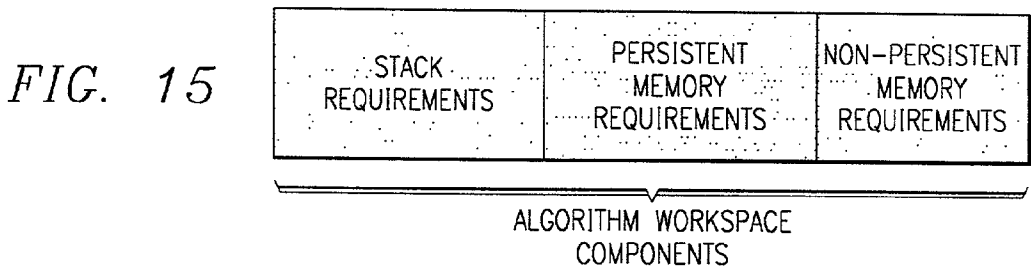 FIG. 15
STACK
REQUIREMENTS
PERSISTENT
MEMORY
REQUIREMENTS
NON-PERSISTENT
MEMORY
REQUIREMENTS
ALGORITHM WORKSPACE
COMPONENTS